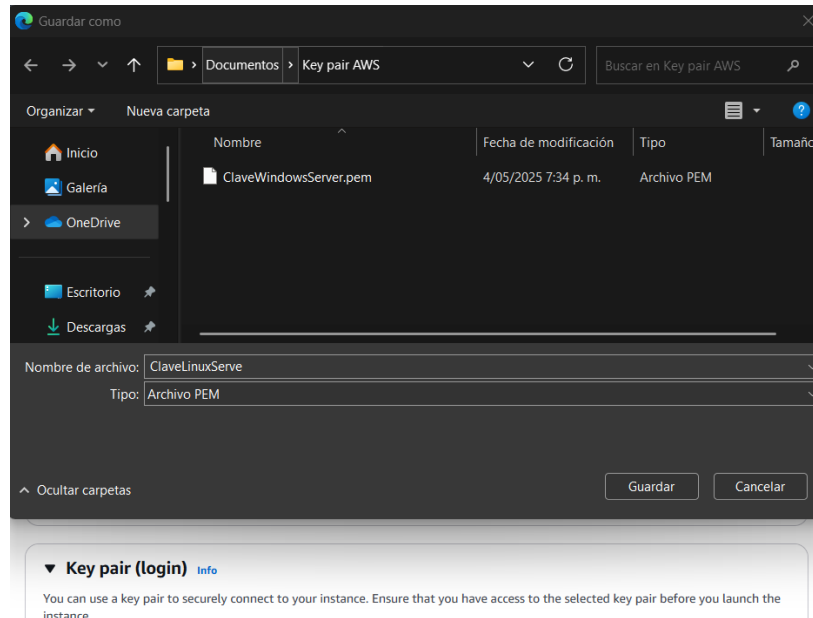 Guardar como
Documentos > Key pair AWS
Buscar en Key pair AWS
Organizar
Nueva carpeta
Nombre
Fecha de modificación
Tipo
Tamaño
Inicio
Galería
OneDrive
ClaveWindowsServer.pem
4/05/2025 7:34 p. m.
Archivo PEM
Escritorio
Descargas
Nombre de archivo: ClaveLinuxServe
Tipo: Archivo PEM
Ocultar carpetas
Guardar
Cancelar
Key pair (login) Info
You can use a key pair to securely connect to your instance. Ensure that you have access to the selected key pair before you launch the
instance.